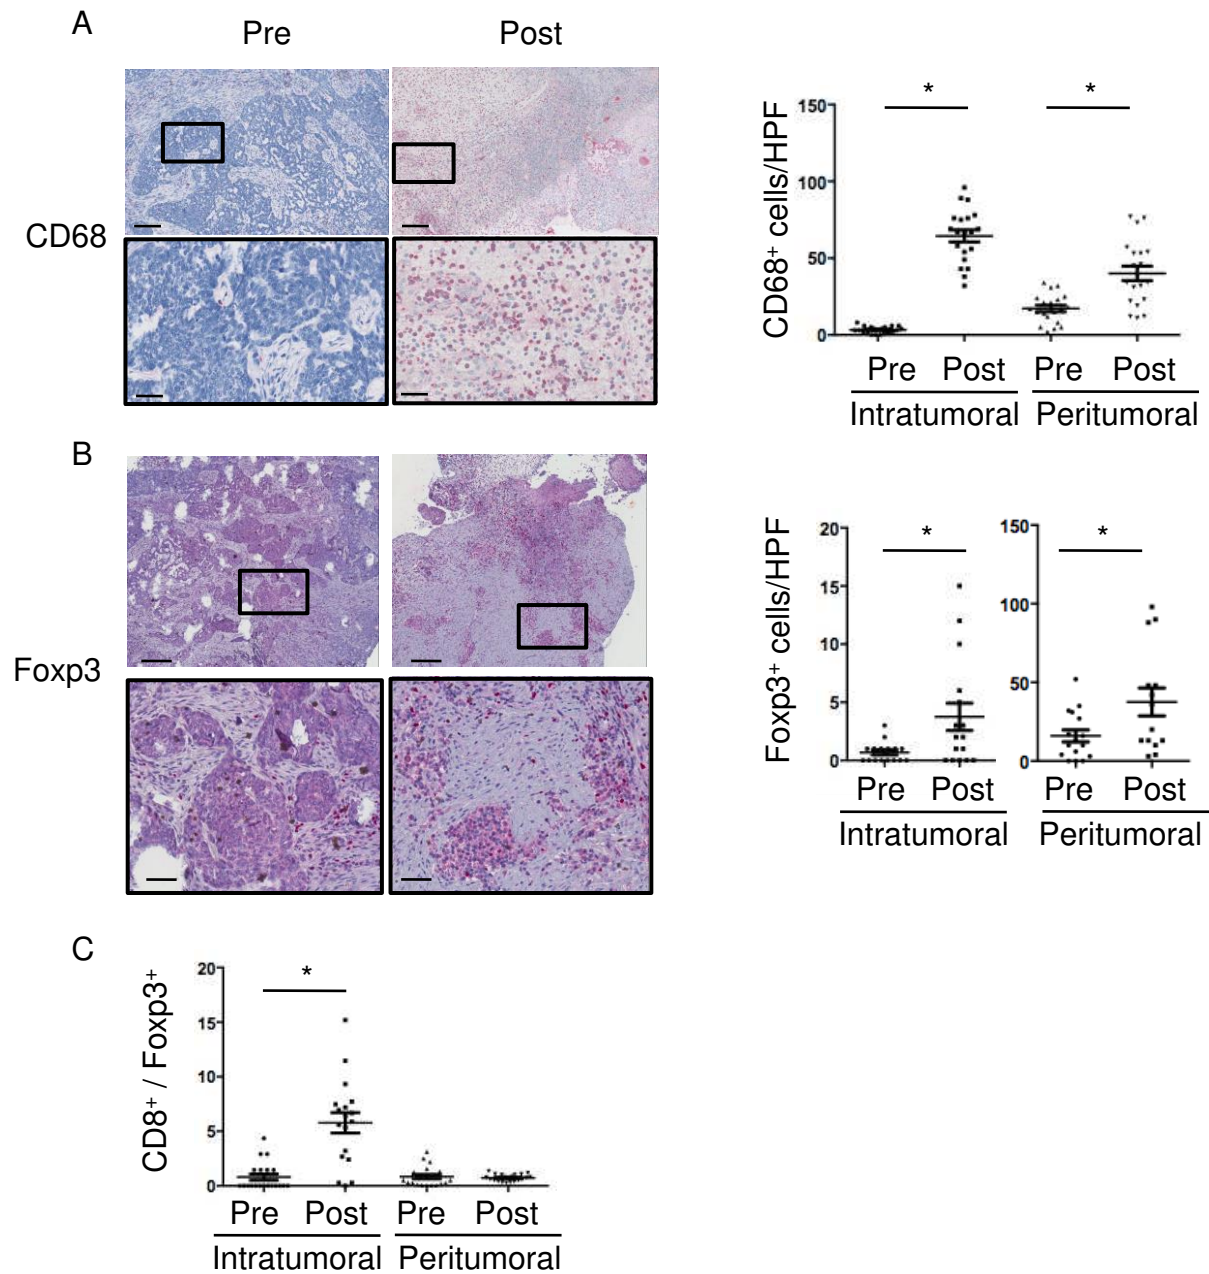 A
Pre
Post
CD68
CD68⁺ cells/HPF
150
100
50
0
*
*
Pre Post Pre Post
Intratumoral Peritumoral
B
Foxp3
Foxp3⁺ cells/HPF
20
15
10
5
0
*
Pre Post
Intratumoral
150
100
50
0
*
Pre Post
Peritumoral
C
CD8⁺ / Foxp3⁺
20
15
10
5
0
*
Pre Post Pre Post
Intratumoral Peritumoral